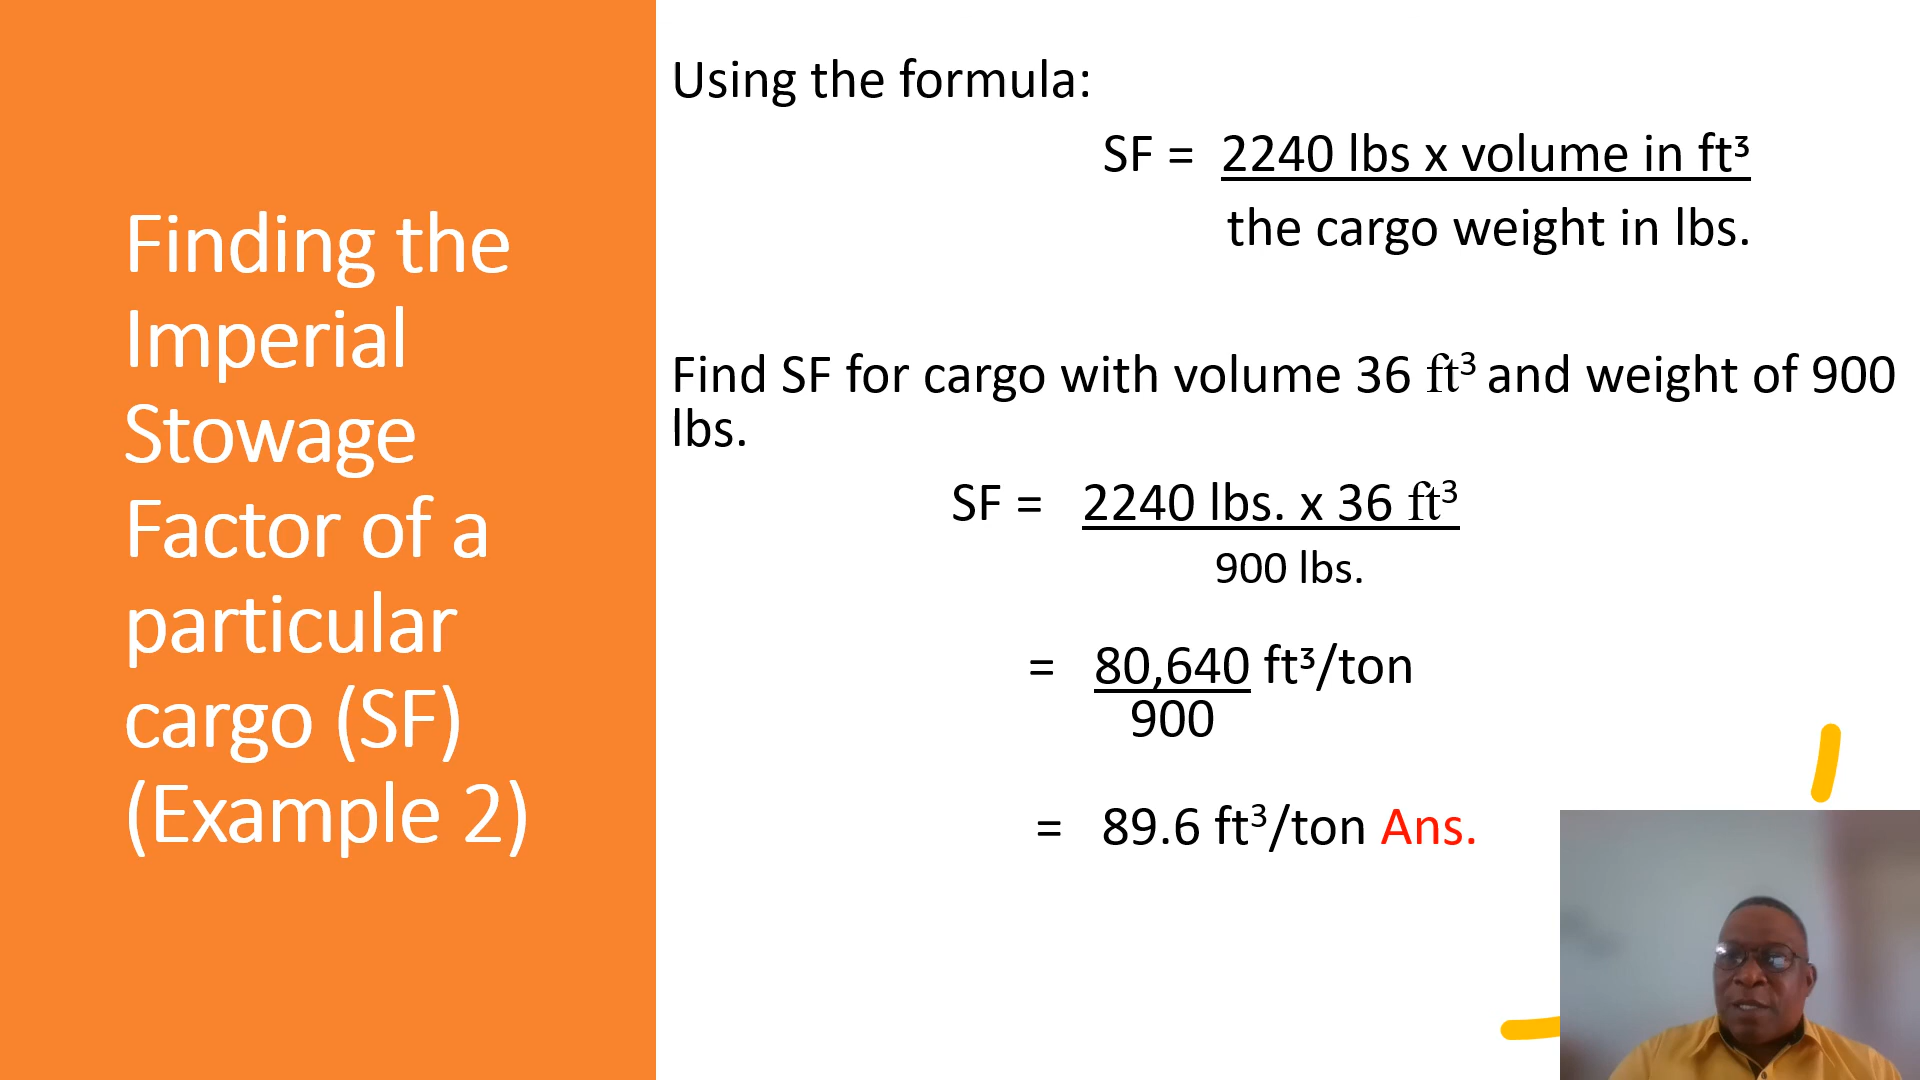 Finding the
Imperial
Stowage
Factor of a
particular
cargo (SF)
(Example 2)
Using the formula:
SF = 2240 lbs x volume in ft³
the cargo weight in lbs.
Find SF for cargo with volume 36 ft³ and weight of 900
lbs.
SF = 2240 lbs. x 36 ft³
900 lbs.
= 80,640 ft³/ton
900
= 89.6 ft³/ton Ans.